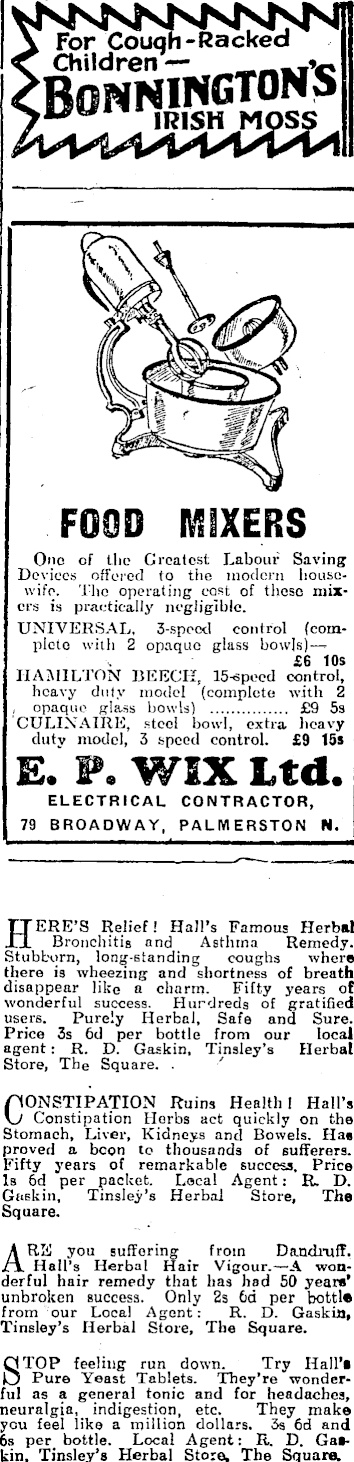 For Cough-Racked
Children —
BONNINGTON'S
IRISH MOSS
FOOD MIXERS
One of the Greatest Labour Saving
Devices offered to the modern house-
wife. The operating cost of these mix-
ers is practically negligible.
UNIVERSAL, 3-speed control (com-
plete with 2 opaque glass bowls)—
£6 10s
HAMILTON BEECH, 15-speed control,
heavy duty model (complete with 2
opaque glass bowls) .............. £9 5s
CULINAIRE, steel bowl, extra heavy
duty model, 3 speed control. £9 15s
E. P. WIX Ltd.
ELECTRICAL CONTRACTOR,
79 BROADWAY, PALMERSTON N.
HERE'S Relief! Hall's Famous Herbal
Bronchitis and Asthma Remedy.
Stubborn, long-standing coughs where
there is wheezing and shortness of breath
disappear like a charm. Fifty years of
wonderful success. Hundreds of gratified
users. Purely Herbal, Safe and Sure.
Price 3s 6d per bottle from our local
agent: R. D. Gaskin, Tinsley's Herbal
Store, The Square.
CONSTIPATION Ruins Health! Hall's
Constipation Herbs act quickly on the
Stomach, Liver, Kidneys and Bowels. Has
proved a boon to thousands of sufferers.
Fifty years of remarkable success. Price
1s 6d per packet. Local Agent: R. D.
Gaskin, Tinsley's Herbal Store, The
Square.
ARE you suffering from Dandruff.
Hall's Herbal Hair Vigour.—A won-
derful hair remedy that has had 50 years'
unbroken success. Only 2s 6d per bottle
from our Local Agent: R. D. Gaskin,
Tinsley's Herbal Store, The Square.
STOP feeling run down. Try Hall's
Pure Yeast Tablets. They're wonder-
ful as a general tonic and for headaches,
neuralgia, indigestion, etc. They make
you feel like a million dollars. 3s 6d and
6s per bottle. Local Agent: R. D. Gas-
kin, Tinsley's Herbal Store, The Square.